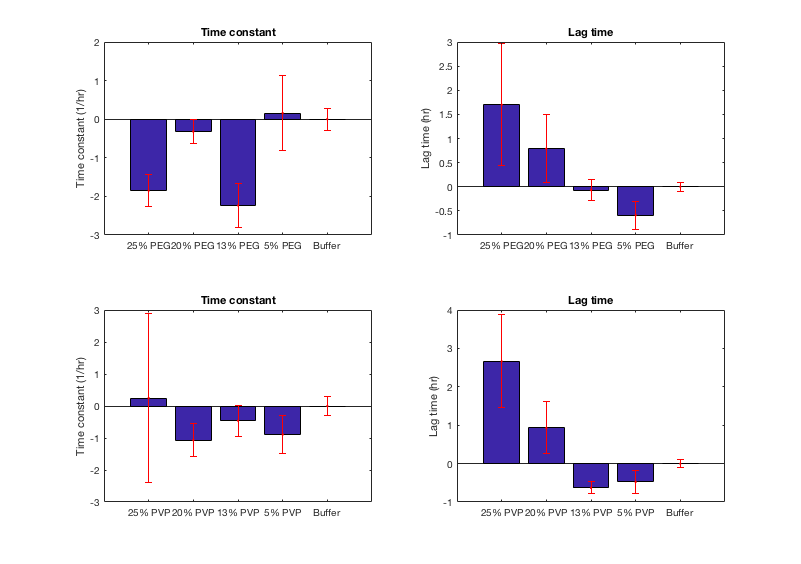 Time constant
Time constant (1/hr)
2
1
0
-1
-2
-3
25% PEG 20% PEG 13% PEG 5% PEG Buffer
Lag time
Lag time (hr)
3
2.5
2
1.5
1
0.5
0
-0.5
-1
25% PEG 20% PEG 13% PEG 5% PEG Buffer
Time constant
Time constant (1/hr)
3
2
1
0
-1
-2
-3
25% PVP 20% PVP 13% PVP 5% PVP Buffer
Lag time
Lag time (hr)
4
3
2
1
0
-1
25% PVP 20% PVP 13% PVP 5% PVP Buffer